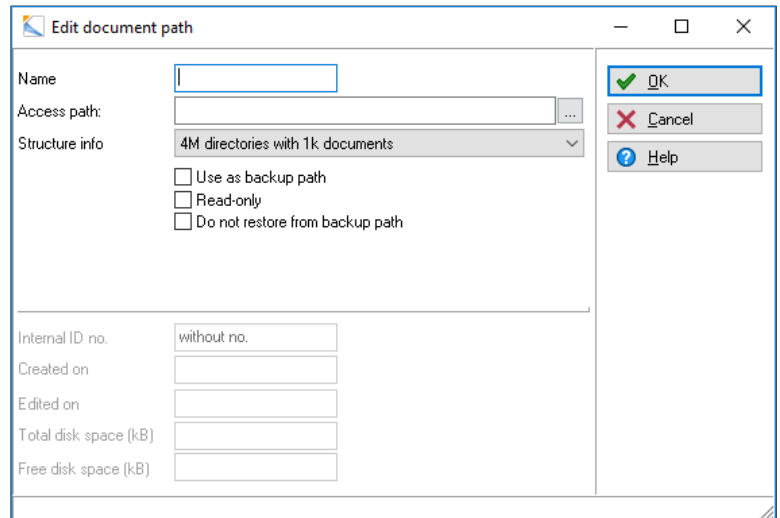 Edit document path
Name
OK
Access path:
...
Cancel
Structure info 4M directories with 1k documents
Help
Use as backup path
Read-only
Do not restore from backup path
Internal ID no. without no.
Created on
Edited on
Total disk space (kB)
Free disk space (kB)